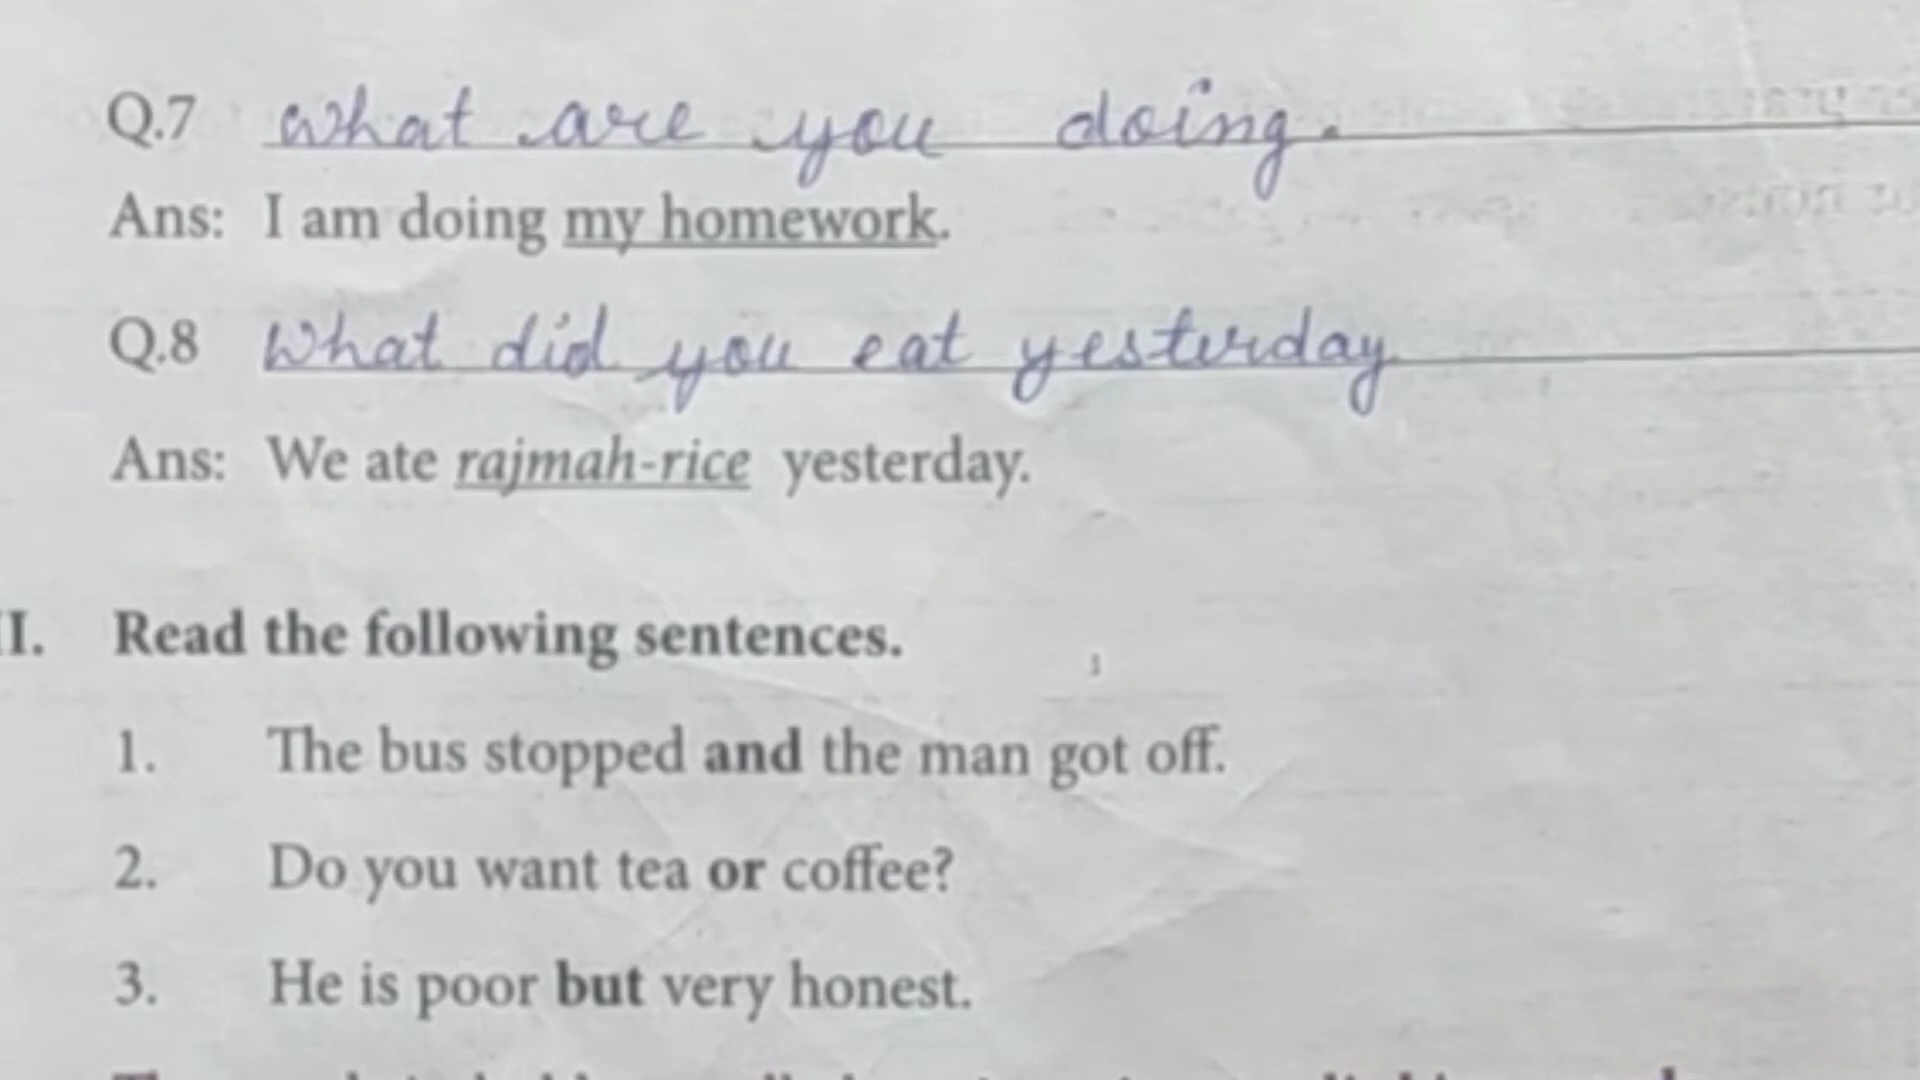 Q.7 what are you doing.
Ans: I am doing my homework.
Q.8 What did you eat yesterday
Ans: We ate rajmah-rice yesterday.
II. Read the following sentences.
1. The bus stopped and the man got off.
2. Do you want tea or coffee?
3. He is poor but very honest.